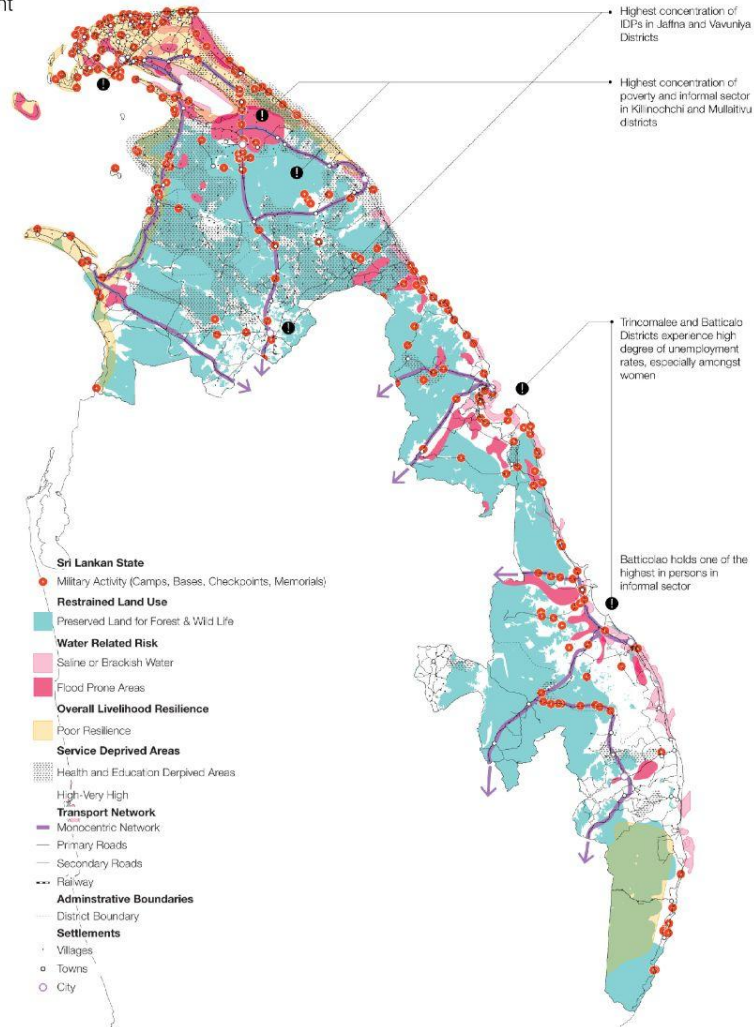 nt
Highest concentration of
IDPs in Jaffna and Vavuniya
Districts
Highest concentration of
poverty and informal sector
in Killinochchi and Mullaitivu
districts
Trincomalee and Batticalo
Districts experience high
degree of unemployment
rates, especially amongst
women
Batticolao holds one of the
highest in persons in
informal sector
Sri Lankan State
Military Activity (Camps, Bases, Checkpoints, Memorials)
Restrained Land Use
Preserved Land for Forest & Wild Life
Water Related Risk
Saline or Brackish Water
Flood Prone Areas
Overall Livelihood Resilience
Poor Resilience
Service Deprived Areas
Health and Education Derpived Areas
High-Very High
Transport Network
Monocentric Network
Primary Roads
Secondary Roads
Railway
Adminstrative Boundaries
District Boundary
Settlements
Villages
Towns
City